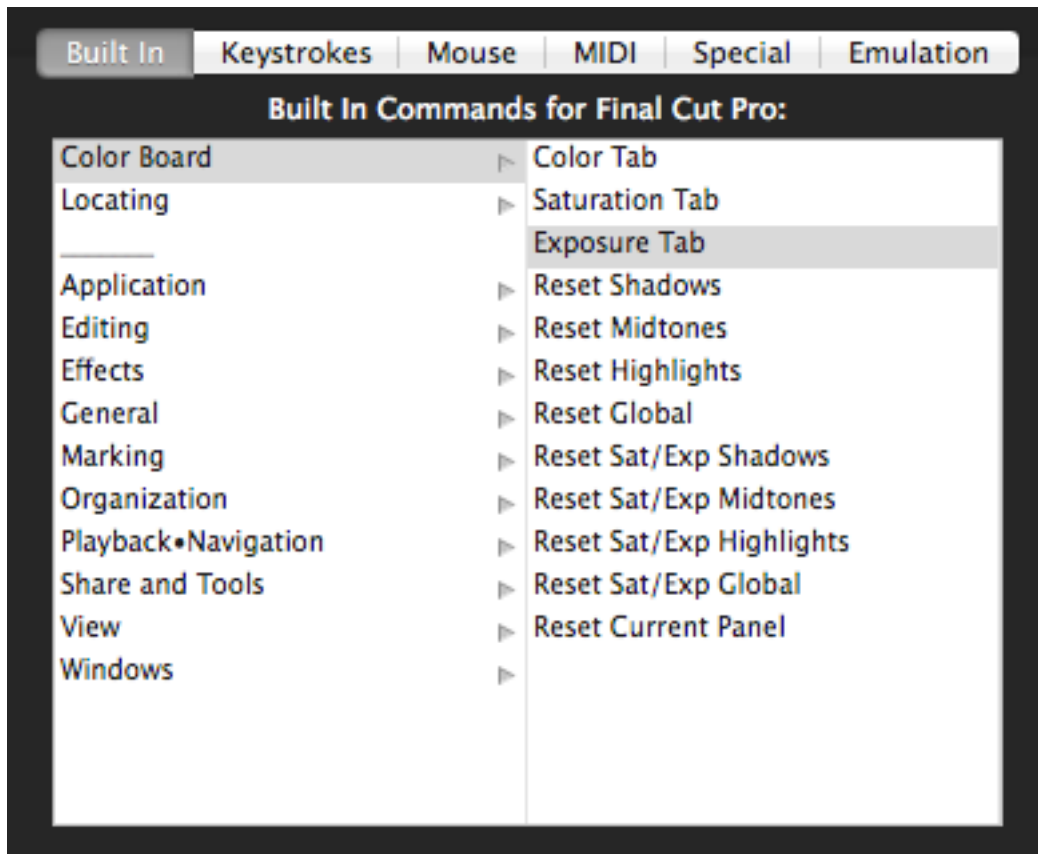 Built In Keystrokes Mouse MIDI Special Emulation
Built In Commands for Final Cut Pro:
Color Board
Locating
_______
Application
Editing
Effects
General
Marking
Organization
Playback•Navigation
Share and Tools
View
Windows
Color Tab
Saturation Tab
Exposure Tab
Reset Shadows
Reset Midtones
Reset Highlights
Reset Global
Reset Sat/Exp Shadows
Reset Sat/Exp Midtones
Reset Sat/Exp Highlights
Reset Sat/Exp Global
Reset Current Panel